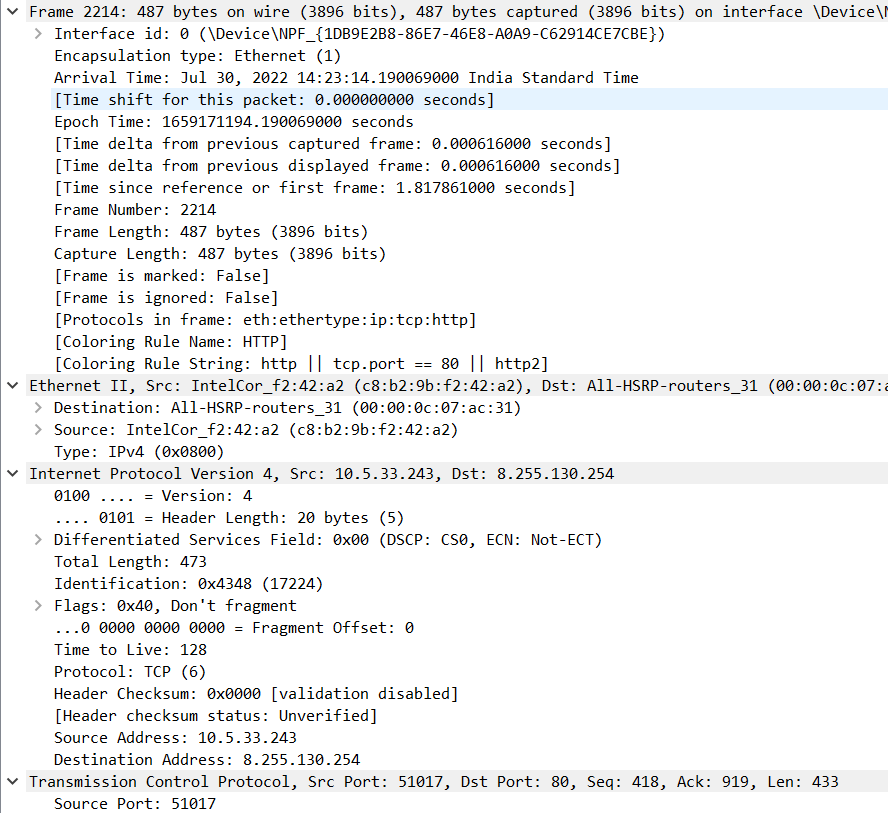 Frame 2214: 487 bytes on wire (3896 bits), 487 bytes captured (3896 bits) on interface \Device\
Interface id: 0 (\Device\NPF_{1DB9E2B8-86E7-46E8-A0A9-C62914CE7CBE})
Encapsulation type: Ethernet (1)
Arrival Time: Jul 30, 2022 14:23:14.190069000 India Standard Time
[Time shift for this packet: 0.000000000 seconds]
Epoch Time: 1659171194.190069000 seconds
[Time delta from previous captured frame: 0.000616000 seconds]
[Time delta from previous displayed frame: 0.000616000 seconds]
[Time since reference or first frame: 1.817861000 seconds]
Frame Number: 2214
Frame Length: 487 bytes (3896 bits)
Capture Length: 487 bytes (3896 bits)
[Frame is marked: False]
[Frame is ignored: False]
[Protocols in frame: eth:ethertype:ip:tcp:http]
[Coloring Rule Name: HTTP]
[Coloring Rule String: http || tcp.port == 80 || http2]
Ethernet II, Src: IntelCor_f2:42:a2 (c8:b2:9b:f2:42:a2), Dst: All-HSRP-routers_31 (00:00:0c:07:a
Destination: All-HSRP-routers_31 (00:00:0c:07:ac:31)
Source: IntelCor_f2:42:a2 (c8:b2:9b:f2:42:a2)
Type: IPv4 (0x0800)
Internet Protocol Version 4, Src: 10.5.33.243, Dst: 8.255.130.254
0100 .... = Version: 4
.... 0101 = Header Length: 20 bytes (5)
Differentiated Services Field: 0x00 (DSCP: CS0, ECN: Not-ECT)
Total Length: 473
Identification: 0x4348 (17224)
Flags: 0x40, Don't fragment
...0 0000 0000 0000 = Fragment Offset: 0
Time to Live: 128
Protocol: TCP (6)
Header Checksum: 0x0000 [validation disabled]
[Header checksum status: Unverified]
Source Address: 10.5.33.243
Destination Address: 8.255.130.254
Transmission Control Protocol, Src Port: 51017, Dst Port: 80, Seq: 418, Ack: 919, Len: 433
Source Port: 51017